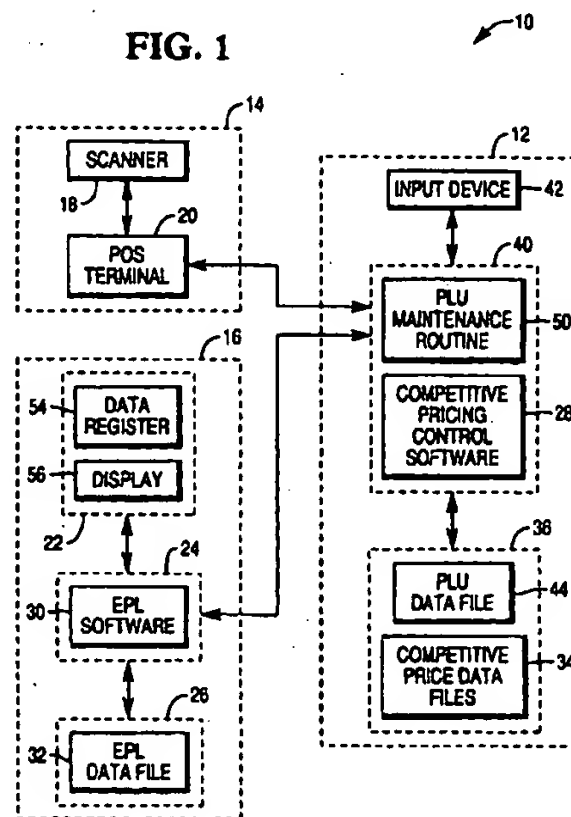 FIG. 1
10
14
SCANNER
18
20
POS
TERMINAL
12
INPUT DEVICE
42
40
PLU
MAINTENANCE
ROUTINE
50
COMPETITIVE
PRICING
CONTROL
SOFTWARE
28
16
54
DATA
REGISTER
56
DISPLAY
22
24
30
EPL
SOFTWARE
26
32
EPL
DATA FILE
36
PLU
DATA FILE
44
COMPETITIVE
PRICE DATA
FILES
34